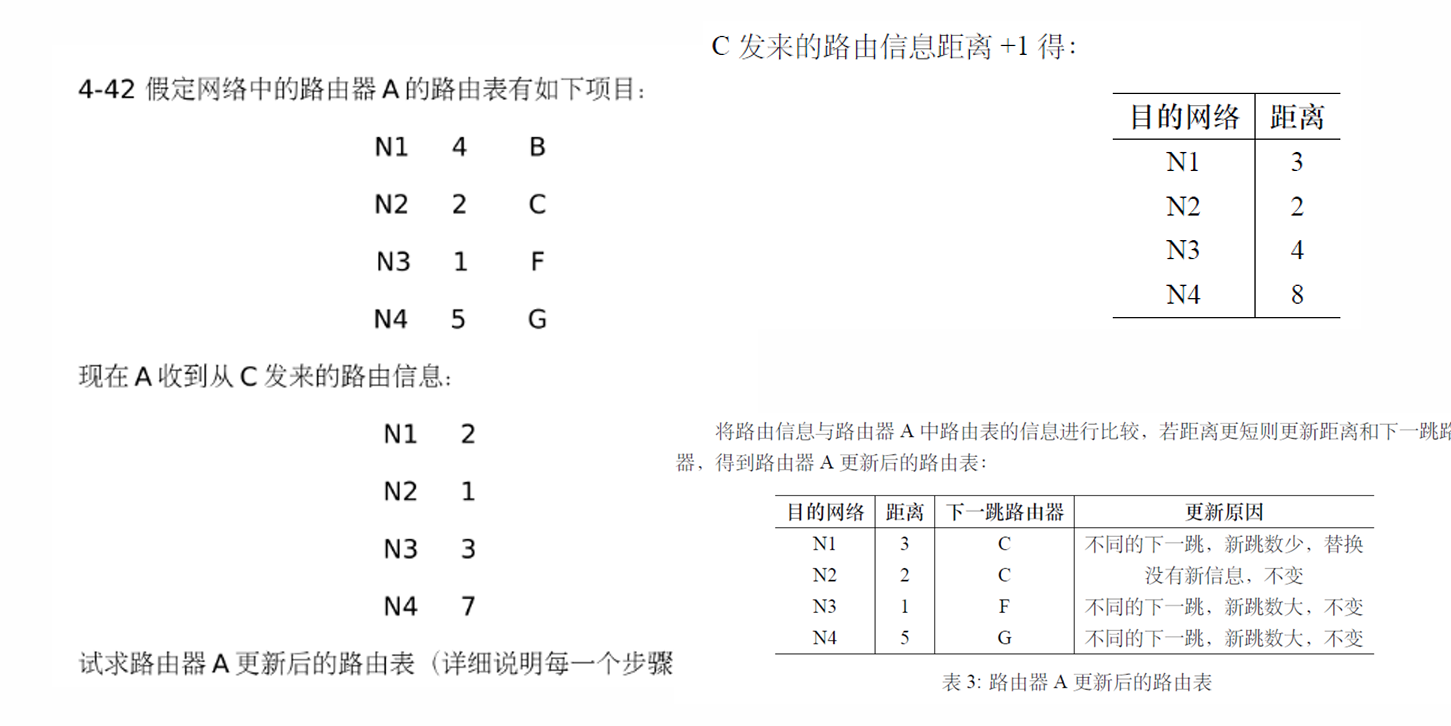 4-42 假定网络中的路由器 A 的路由表有如下项目：
N1 4 B
N2 2 C
N3 1 F
N4 5 G
现在 A 收到从 C 发来的路由信息：
N1 2
N2 1
N3 3
N4 7
试求路由器 A 更新后的路由表（详细说明每一个步骤
C 发来的路由信息距离 +1 得：
目的网络 距离
N1 3
N2 2
N3 4
N4 8
将路由信息与路由器 A 中路由表的信息进行比较，若距离更短则更新距离和下一跳路
器，得到路由器 A 更新后的路由表：
目的网络 距离 下一跳路由器 更新原因
N1 3 C 不同的下一跳，新跳数少，替换
N2 2 C 没有新信息，不变
N3 1 F 不同的下一跳，新跳数大，不变
N4 5 G 不同的下一跳，新跳数大，不变
表 3: 路由器 A 更新后的路由表